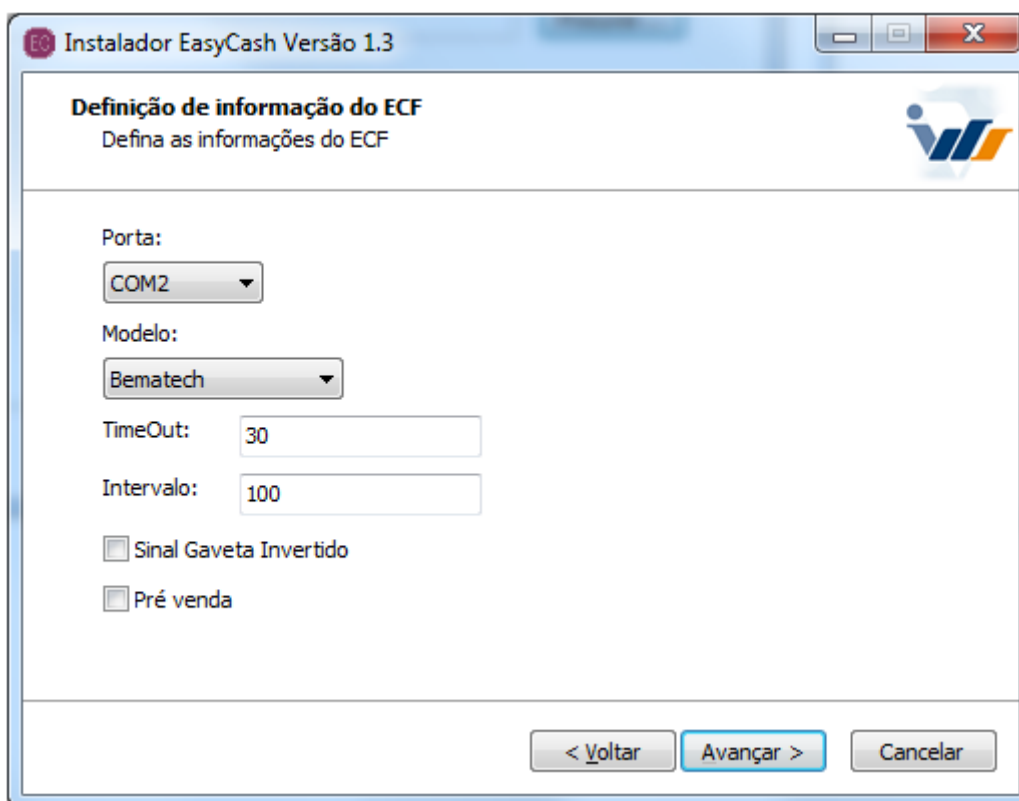 EC Instalador EasyCash Versão 1.3
Definição de informação do ECF
Defina as informações do ECF
Porta:
COM2
Modelo:
Bematech
TimeOut: 30
Intervalo: 100
Sinal Gaveta Invertido
Pré venda
< Voltar Avançar > Cancelar